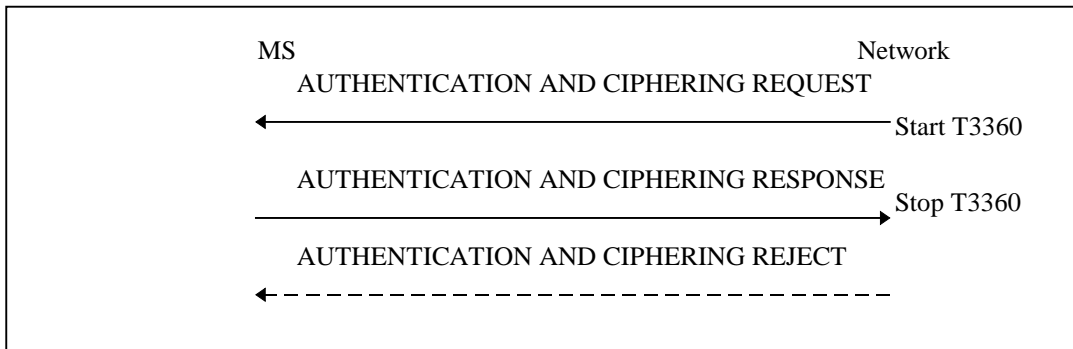 MS Network
AUTHENTICATION AND CIPHERING REQUEST
Start T3360
AUTHENTICATION AND CIPHERING RESPONSE
Stop T3360
AUTHENTICATION AND CIPHERING REJECT